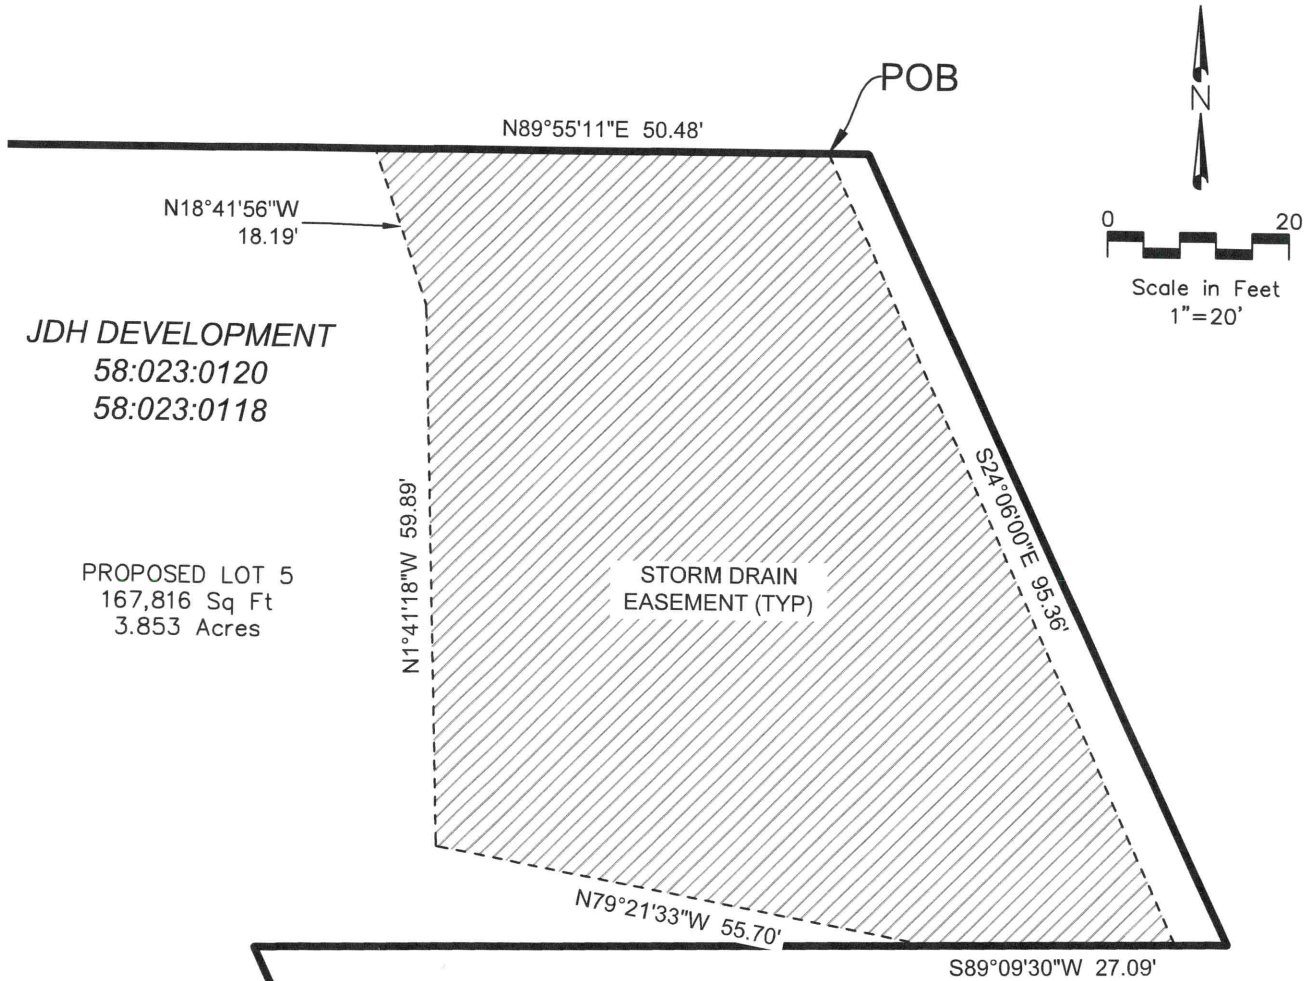 POB
N89°55'11"E 50.48'
N
N18°41'56"W
18.19'
0 20
Scale in Feet
1"=20'
JDH DEVELOPMENT
58:023:0120
58:023:0118
N1°41'18"W 59.89'
S24°06'00"E 95.36'
PROPOSED LOT 5
167,816 Sq Ft
3.853 Acres
STORM DRAIN
EASEMENT (TYP)
N79°21'33"W 55.70'
S89°09'30"W 27.09'